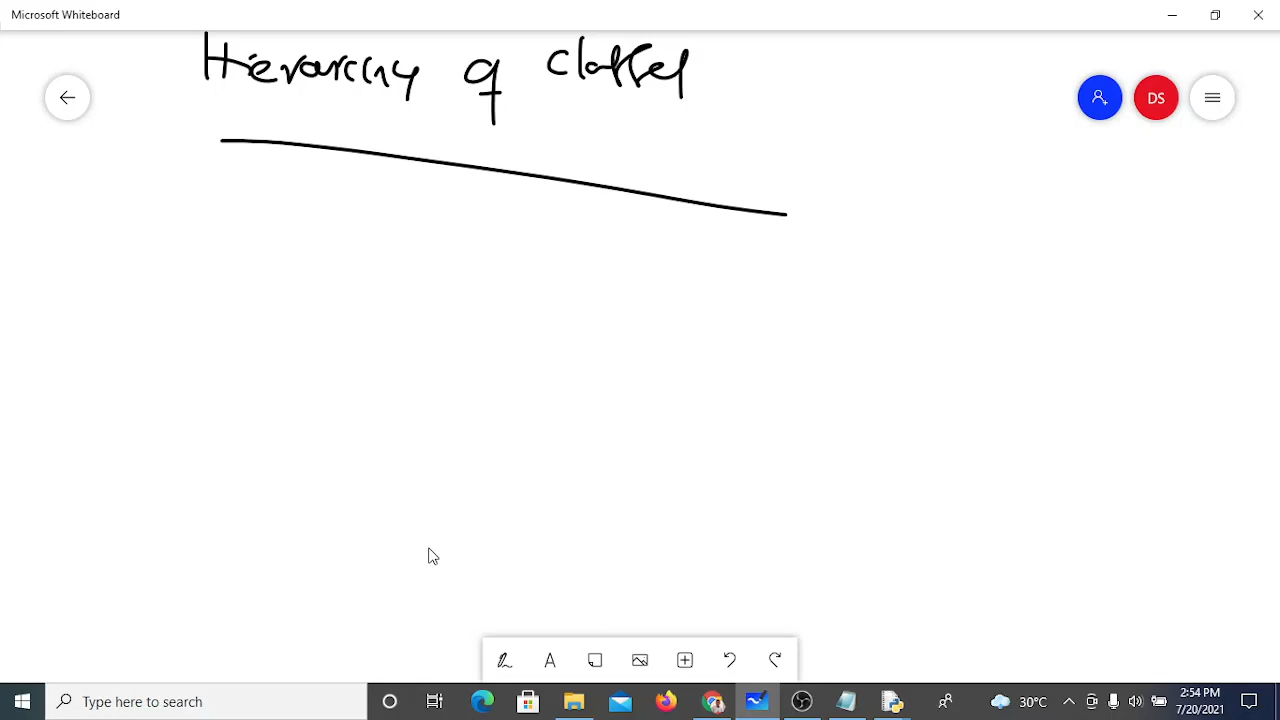 Microsoft Whiteboard
Hierarchy of classes
DS
A
Type here to search
30°C
2:54 PM
7/20/2021